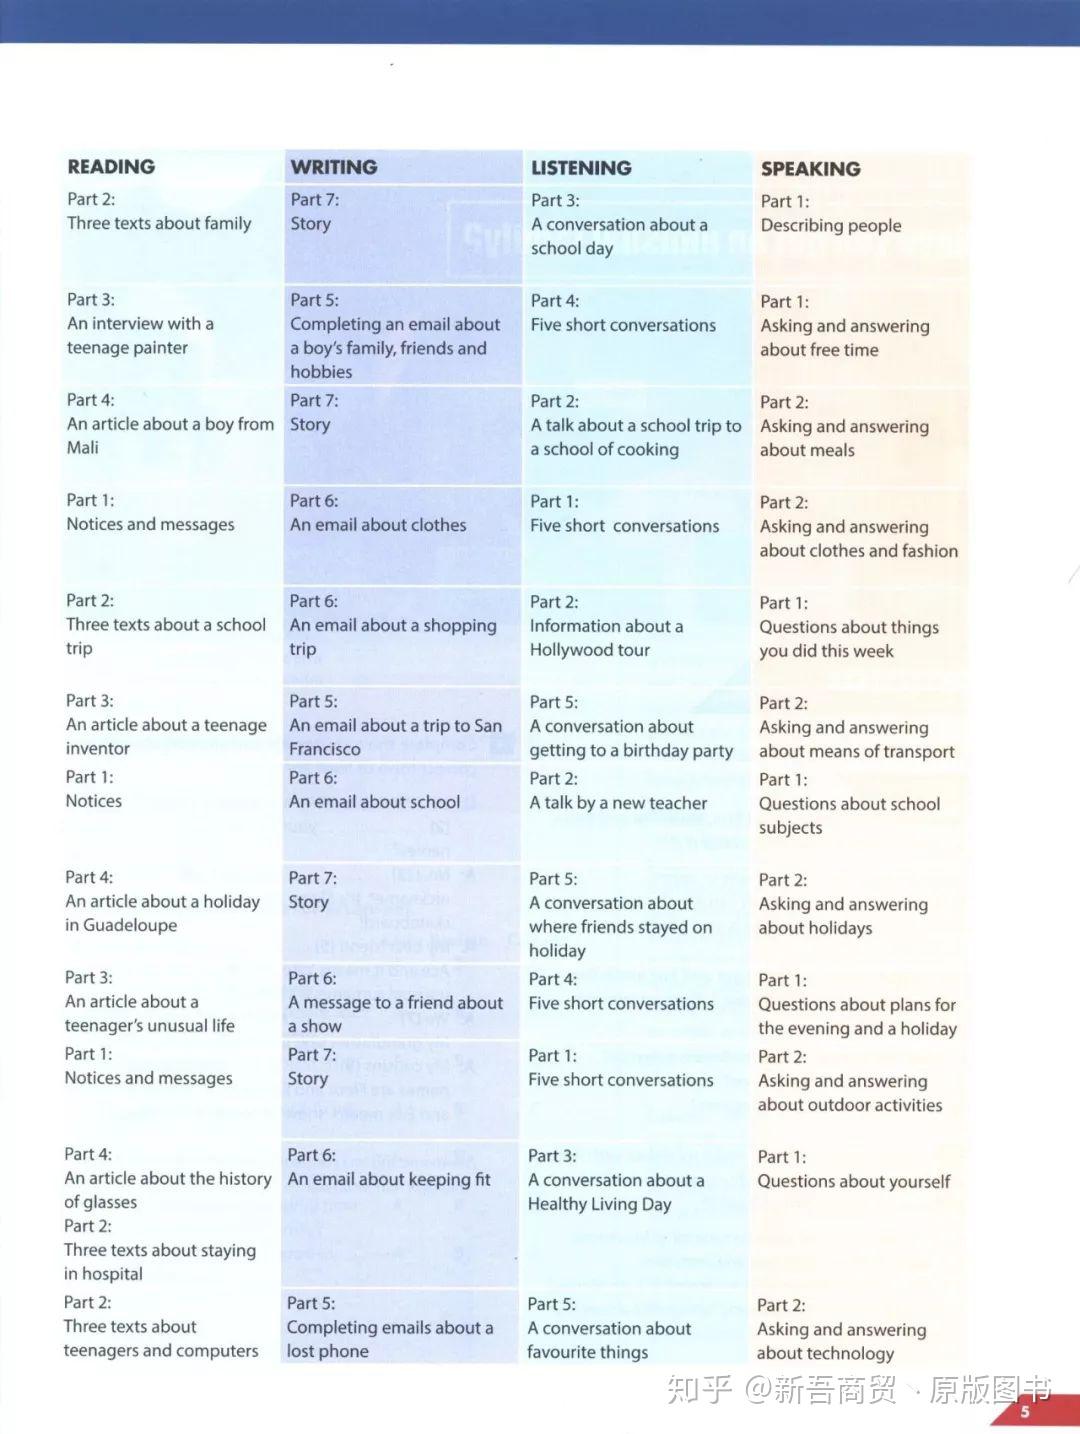 READING
WRITING
LISTENING
SPEAKING
Part 2:
Three texts about family
Part 7:
Story
Part 3:
A conversation about a
school day
Part 1:
Describing people
Part 3:
An interview with a
teenage painter
Part 5:
Completing an email about
a boy's family, friends and
hobbies
Part 4:
Five short conversations
Part 1:
Asking and answering
about free time
Part 4:
An article about a boy from
Mali
Part 7:
Story
Part 2:
A talk about a school trip to
a school of cooking
Part 2:
Asking and answering
about meals
Part 1:
Notices and messages
Part 6:
An email about clothes
Part 1:
Five short conversations
Part 2:
Asking and answering
about clothes and fashion
Part 2:
Three texts about a school
trip
Part 6:
An email about a shopping
trip
Part 2:
Information about a
Hollywood tour
Part 1:
Questions about things
you did this week
Part 3:
An article about a teenage
inventor
Part 5:
An email about a trip to San
Francisco
Part 5:
A conversation about
getting to a birthday party
Part 2:
Asking and answering
about means of transport
Part 1:
Notices
Part 6:
An email about school
Part 2:
A talk by a new teacher
Part 1:
Questions about school
subjects
Part 4:
An article about a holiday
in Guadeloupe
Part 7:
Story
Part 5:
A conversation about
where friends stayed on
holiday
Part 2:
Asking and answering
about holidays
Part 3:
An article about a
teenager's unusual life
Part 6:
A message to a friend about
a show
Part 4:
Five short conversations
Part 1:
Questions about plans for
the evening and a holiday
Part 1:
Notices and messages
Part 7:
Story
Part 1:
Five short conversations
Part 2:
Asking and answering
about outdoor activities
Part 4:
An article about the history
of glasses
Part 2:
Three texts about staying
in hospital
Part 6:
An email about keeping fit
Part 3:
A conversation about a
Healthy Living Day
Part 1:
Questions about yourself
Part 2:
Three texts about
teenagers and computers
Part 5:
Completing emails about a
lost phone
Part 5:
A conversation about
favourite things
Part 2:
Asking and answering
about technology
知乎 @新吾商贸丶原版图书
5